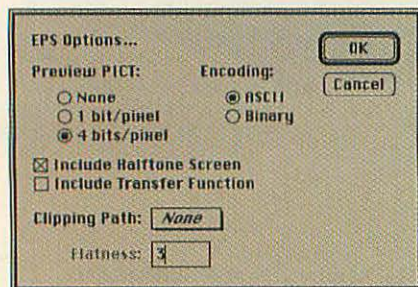 EPS Options...
OK
Cancel
Preview PICT:
None
1 bit/pixel
4 bits/pixel
Encoding:
ASCII
Binary
Include Halftone Screen
Include Transfer Function
Clipping Path: None
Flatness: 3